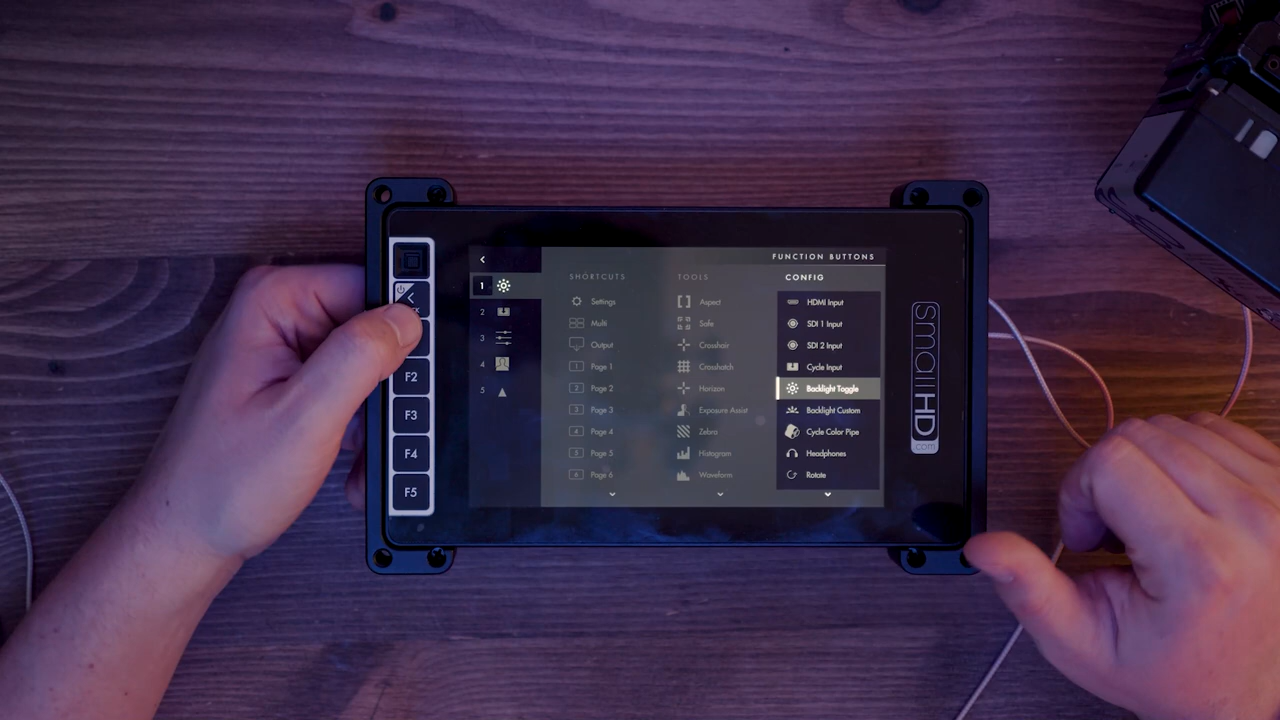 F2
F3
F4
F5
<
1
2
3
4
5
FUNCTION BUTTONS
SHORTCUTS
Settings
Multi
Output
1 Page 1
2 Page 2
3 Page 3
4 Page 4
5 Page 5
6 Page 6
TOOLS
Aspect
Safe
Crosshair
Crosshatch
Horizon
Exposure Assist
Zebra
Histogram
Waveform
CONFIG
HDMI Input
SDI 1 Input
SDI 2 Input
Cycle Input
Backlight Toggle
Backlight Custom
Cycle Color Pipe
Headphones
Rotate
smallHD
.com